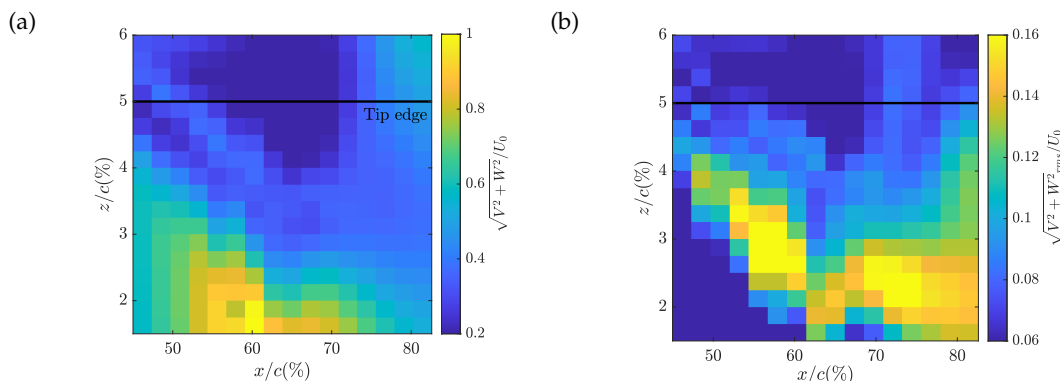 (a)
6
5
4
3
2
50 60 70 80
x/c(%)
z/c(%)
Tip edge
1
0.8
0.6
0.4
0.2
√V² + W²/U₀
(b)
6
5
4
3
2
50 60 70 80
x/c(%)
z/c(%)
0.16
0.14
0.12
0.1
0.08
0.06
√V² + W²rms/U₀